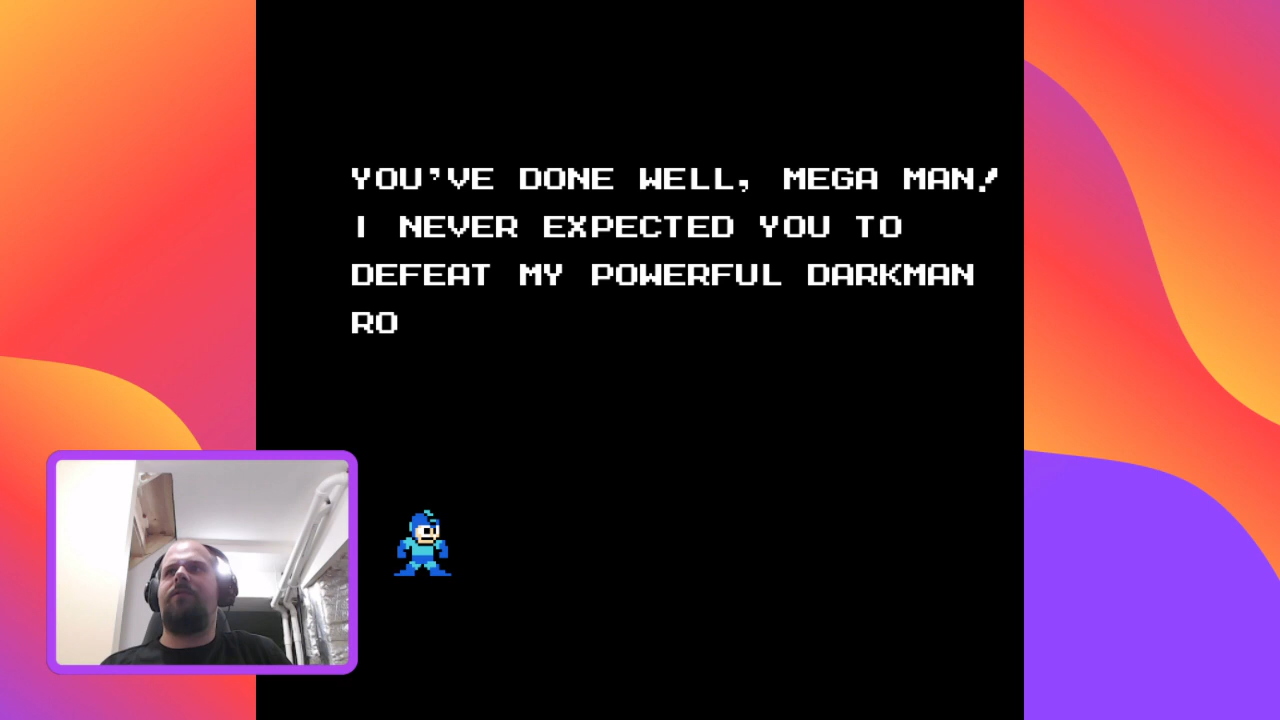 YOU'VE DONE WELL, MEGA MAN!
I NEVER EXPECTED YOU TO
DEFEAT MY POWERFUL DARKMAN
RO